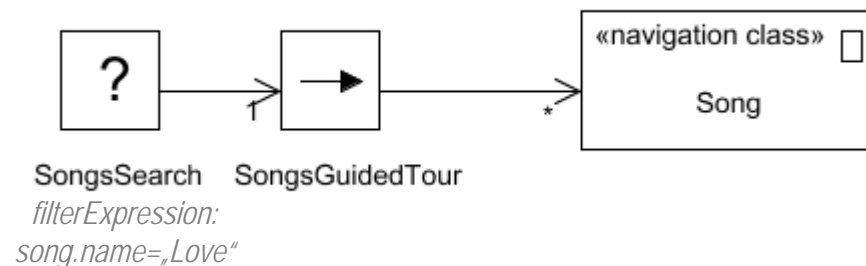 «navigation class»
?
Song
1
*
SongsSearch SongsGuidedTour
filterExpression:
song.name=„Love“